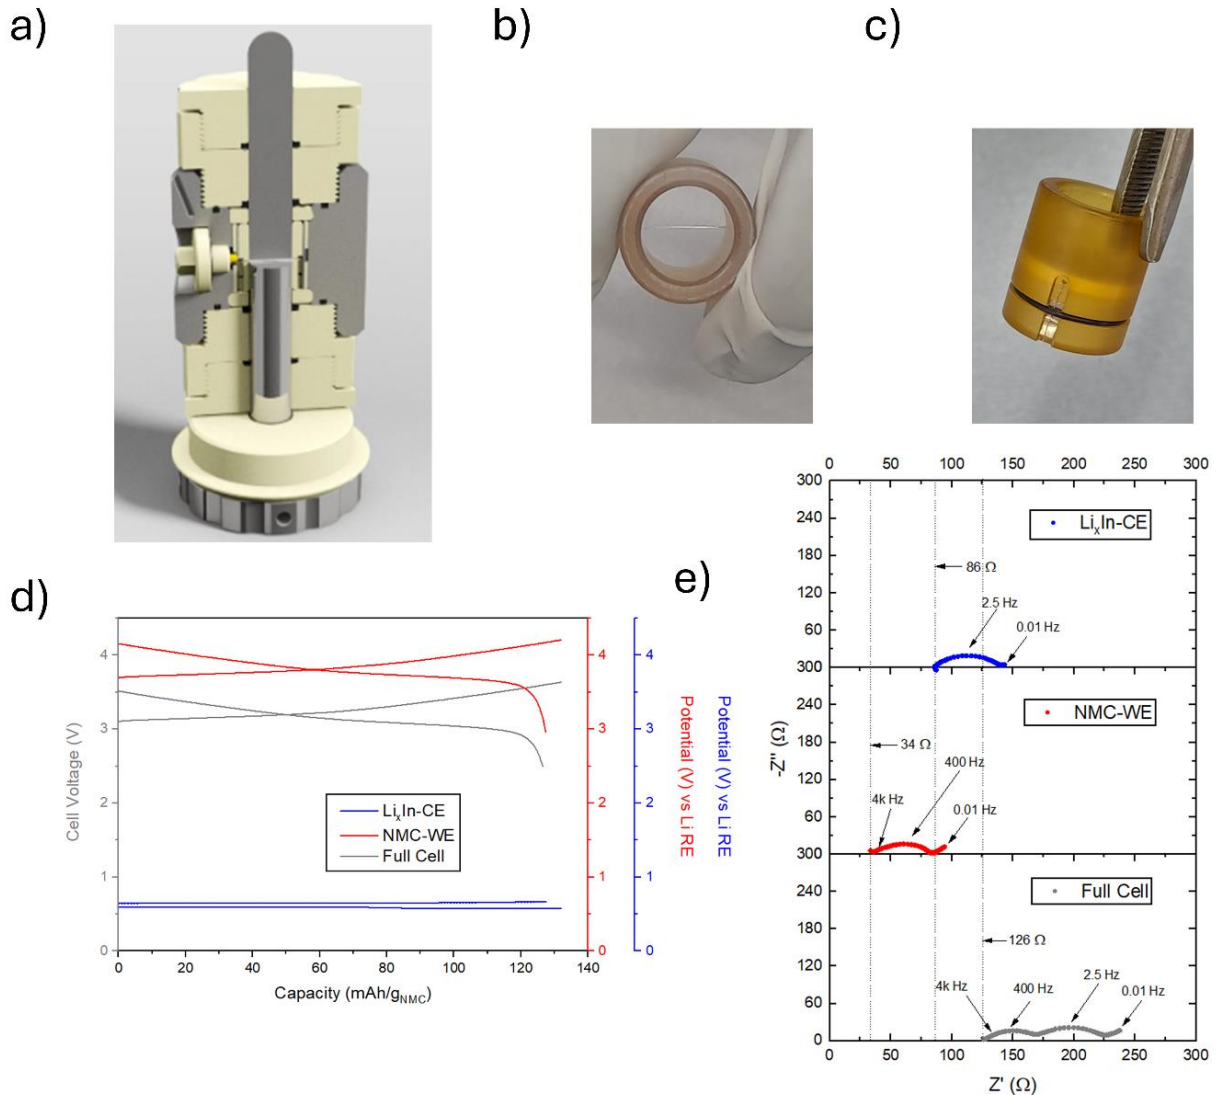 a)
b)
c)
d)
4
3
2
1
0
Cell Voltage (V)
0 20 40 60 80 100 120 140
Capacity (mAh/gNMC)
LixIn-CE
NMC-WE
Full Cell
4
3
2
1
0
Potential (V) vs Li RE
4
3
2
1
0
Potential (V) vs Li RE
e)
0 50 100 150 200 250 300
300
240
180
120
60
LixIn-CE
86 Ω
2.5 Hz
0.01 Hz
300
240
180
120
60
NMC-WE
34 Ω
400 Hz
4k Hz
0.01 Hz
300
240
180
120
60
0
Full Cell
126 Ω
4k Hz
400 Hz
2.5 Hz
0.01 Hz
-Z'' (Ω)
0 50 100 150 200 250 300
Z' (Ω)